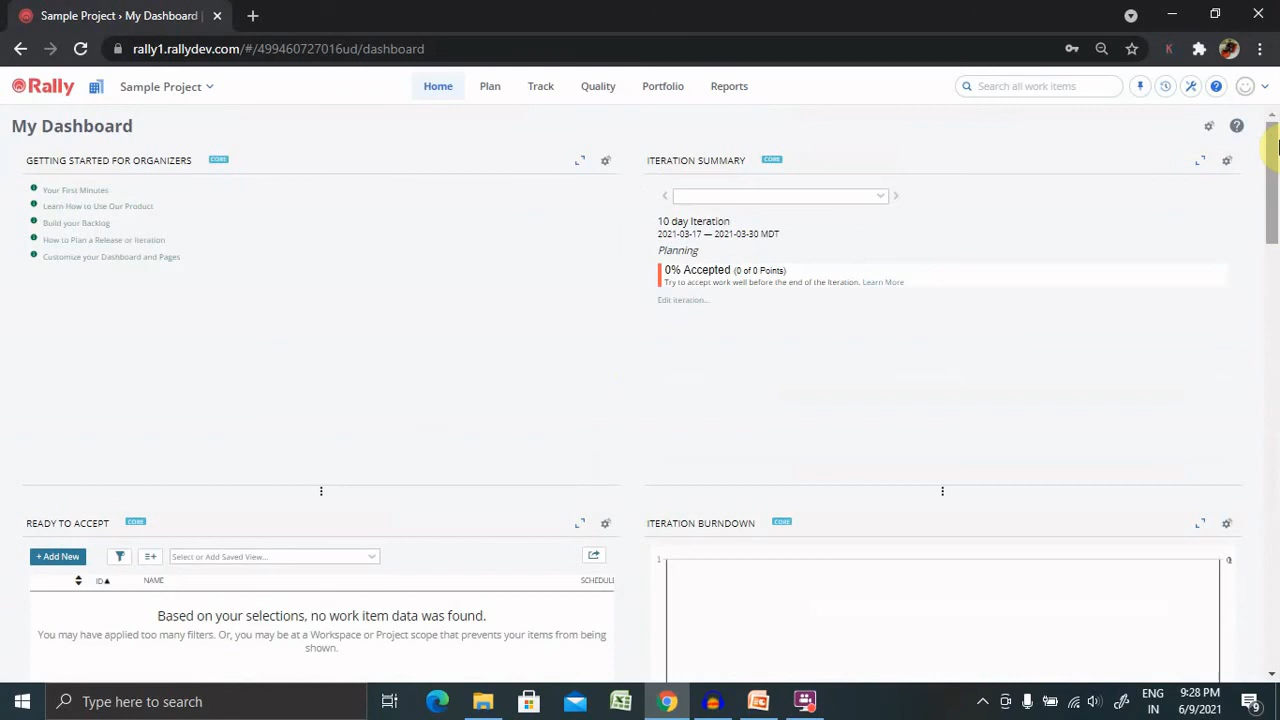 Sample Project > My Dashboard |
rally1.rallydev.com/#/499460727016ud/dashboard
K
Rally
Sample Project
Home
Plan
Track
Quality
Portfolio
Reports
Search all work items
My Dashboard
GETTING STARTED FOR ORGANIZERS
CORE
Your First Minutes
Learn How to Use Our Product
Build your Backlog
How to Plan a Release or Iteration
Customize your Dashboard and Pages
ITERATION SUMMARY
CORE
10 day Iteration
2021-03-17 — 2021-03-30 MDT
Planning
0% Accepted (0 of 0 Points)
Try to accept work well before the end of the Iteration. Learn More
Edit iteration...
READY TO ACCEPT
CORE
+ Add New
Select or Add Saved View...
ID
NAME
SCHEDUL
Based on your selections, no work item data was found.
You may have applied too many filters. Or, you may be at a Workspace or Project scope that prevents your items from being
shown.
ITERATION BURNDOWN
CORE
1
Type here to search
ENG
IN
9:28 PM
6/9/2021
9